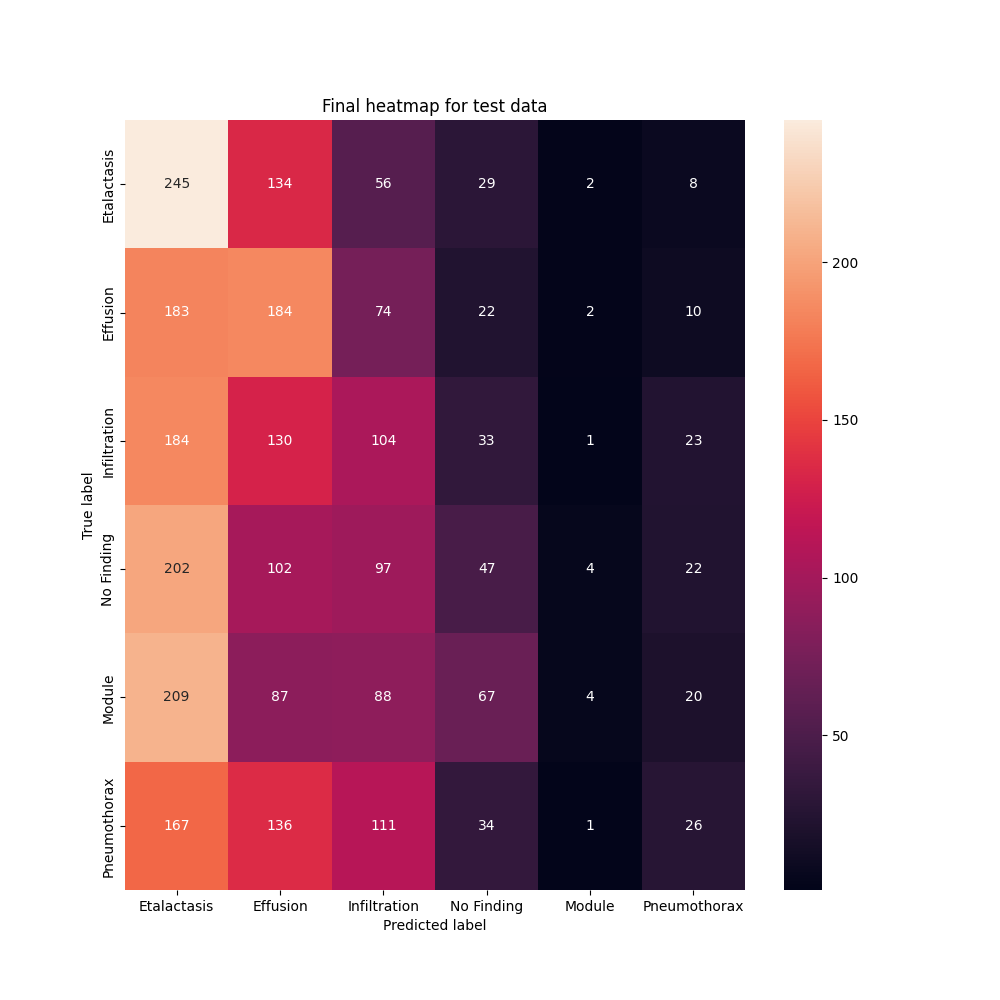 Final heatmap for test data
Etalactasis
245 134 56 29 2 8
Effusion
183 184 74 22 2 10
Infiltration
184 130 104 33 1 23
No Finding
202 102 97 47 4 22
Module
209 87 88 67 4 20
Pneumothorax
167 136 111 34 1 26
True label
Etalactasis Effusion Infiltration No Finding Module Pneumothorax
Predicted label
200
150
100
50